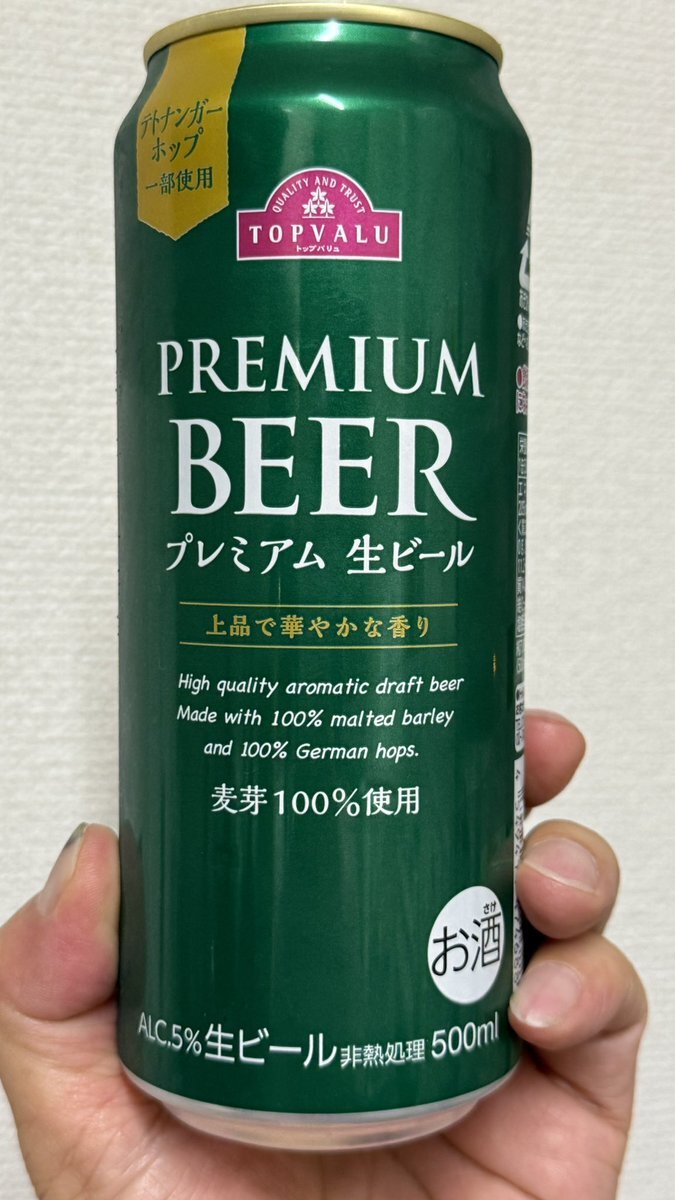 テトナンガー
ホップ
一部使用
QUALITY AND TRUST
TOPVALU
トップバリュ
PREMIUM
BEER
プレミアム 生ビール
上品で華やかな香り
High quality aromatic draft beer
Made with 100% malted barley
and 100% German hops.
麦芽100%使用
さけ
お酒
ALC.5% 生ビール 非熱処理 500ml